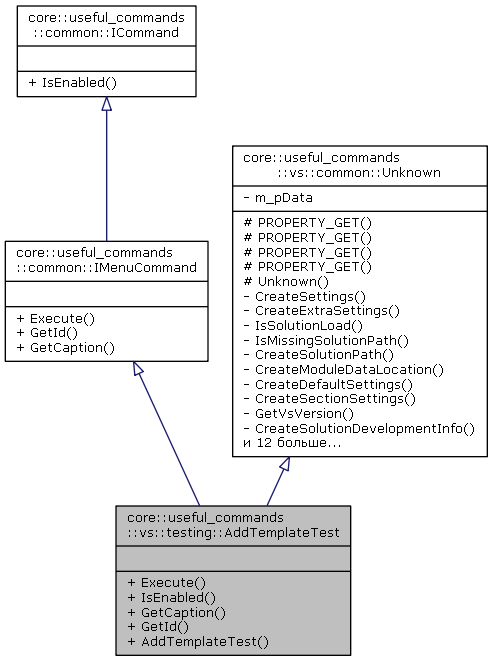 core::useful_commands
::common::ICommand
+ IsEnabled()
core::useful_commands
::vs::common::Unknown
- m_pData
# PROPERTY_GET()
# PROPERTY_GET()
# PROPERTY_GET()
# PROPERTY_GET()
# Unknown()
- CreateSettings()
- CreateExtraSettings()
- IsSolutionLoad()
- IsMissingSolutionPath()
- CreateSolutionPath()
- CreateModuleDataLocation()
- CreateDefaultSettings()
- CreateSectionSettings()
- GetVsVersion()
- CreateSolutionDevelopmentInfo()
и 12 больше...
core::useful_commands
::common::IMenuCommand
+ Execute()
+ GetId()
+ GetCaption()
core::useful_commands
::vs::testing::AddTemplateTest
+ Execute()
+ IsEnabled()
+ GetCaption()
+ GetId()
+ AddTemplateTest()